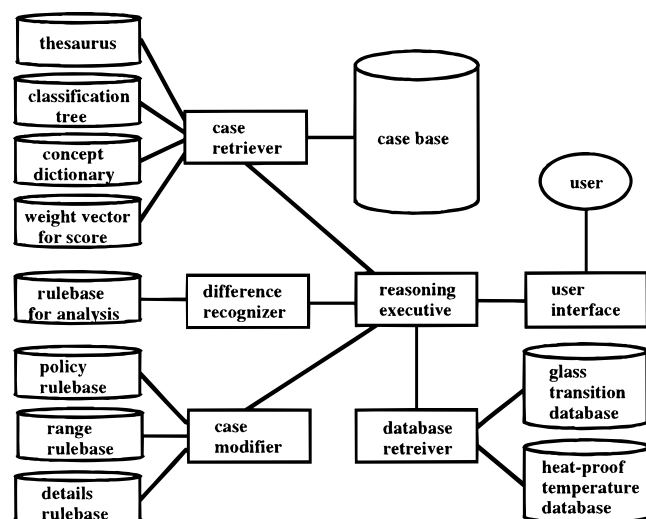 thesaurus
classification
tree
concept
dictionary
weight vector
for score
case
retriever
case base
user
rulebase
for analysis
difference
recognizer
reasoning
executive
user
interface
policy
rulebase
range
rulebase
details
rulebase
case
modifier
database
retreiver
glass
transition
database
heat-proof
temperature
database